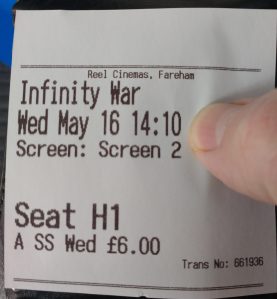 Reel Cinemas, Fareham
Infinity War
Wed May 16 14:10
Screen: Screen 2
Seat H1
A SS Wed £6.00
Trans No: 661936